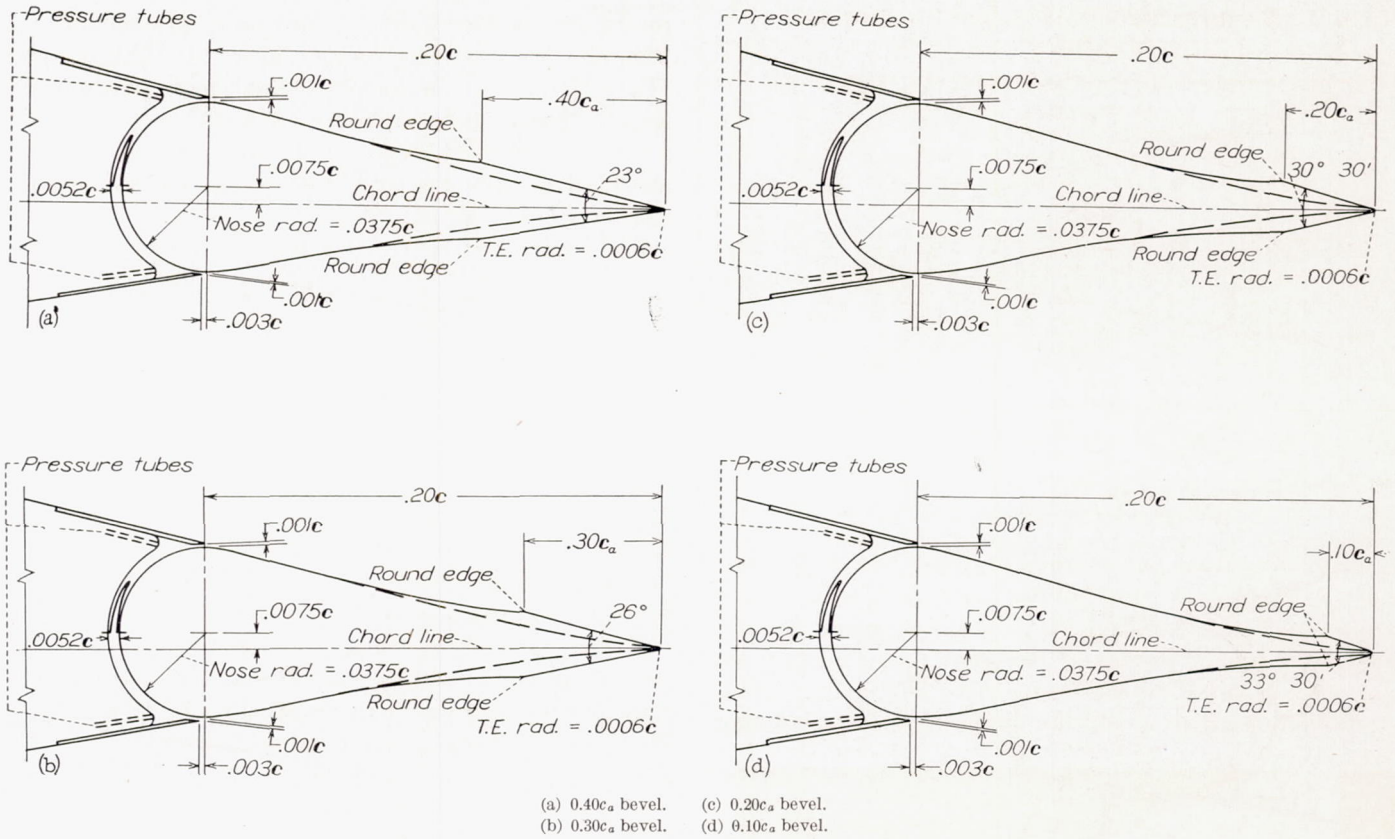 Pressure tubes
.20c
.001c
.40cₐ
Round edge
.0075c
23°
.0052c
Chord line
Nose rad. = .0375c
T.E. rad. = .0006c
Round edge
.001c
(a)
.003c
Pressure tubes
.20c
.001c
.20cₐ
Round edge
30° 30'
.0075c
.0052c
Chord line
Nose rad. = .0375c
Round edge
T.E. rad. = .0006c
.001c
(c)
.003c
Pressure tubes
.20c
.001c
.30cₐ
Round edge
.0075c
26°
.0052c
Chord line
Nose rad. = .0375c
Round edge
T.E. rad. = .0006c
.001c
(b)
.003c
Pressure tubes
.20c
.001c
.10cₐ
Round edge
.0075c
.0052c
Chord line
Nose rad. = .0375c
33° 30'
T.E. rad. = .0006c
.001c
(d)
.003c
(a) 0.40cₐ bevel. (c) 0.20cₐ bevel.
(b) 0.30cₐ bevel. (d) 0.10cₐ bevel.